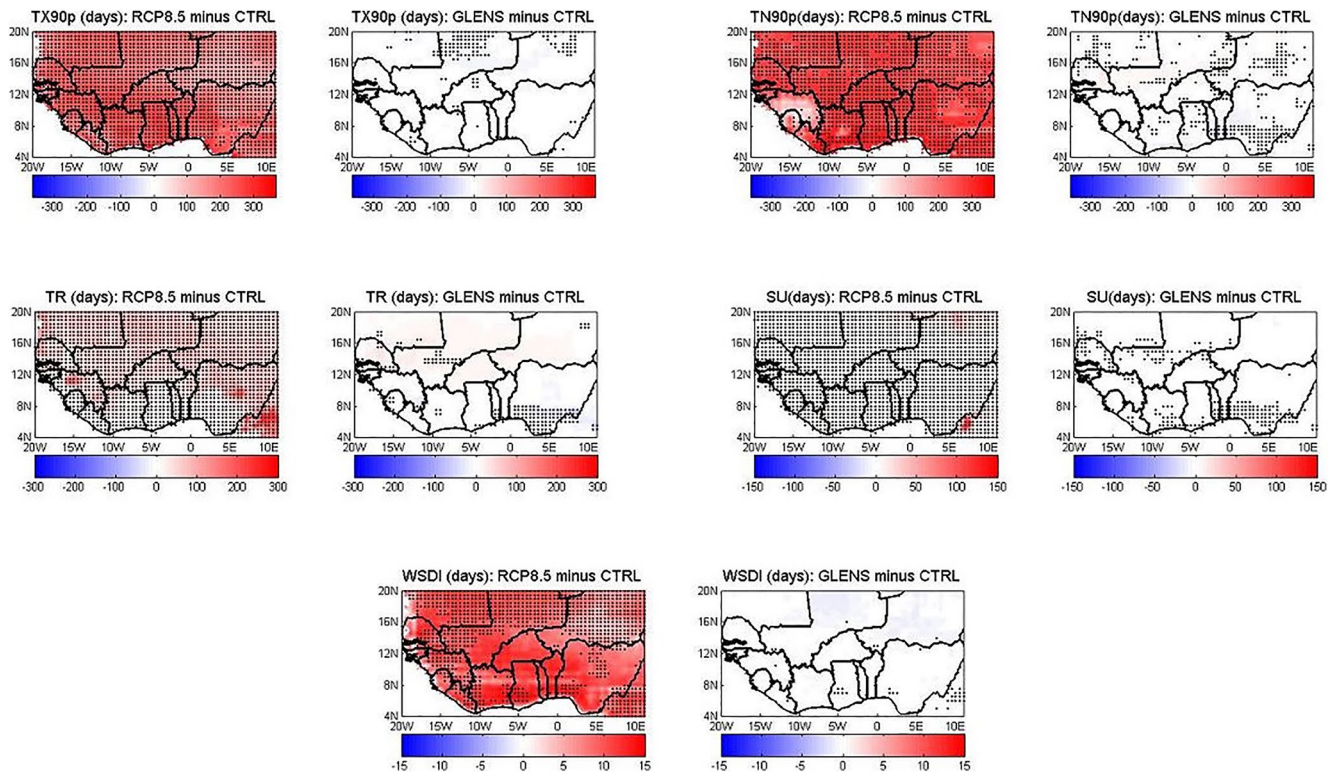 TX90p (days): RCP8.5 minus CTRL
TX90p (days): GLENS minus CTRL
TN90p(days): RCP8.5 minus CTRL
TN90p(days): GLENS minus CTRL
20N 20N 20N 20N
16N 16N 16N 16N
12N 12N 12N 12N
8N 8N 8N 8N
4N 4N 4N 4N
20W 15W 10W 5W 0 5E 10E
20W 15W 10W 5W 0 5E 10E
20W 15W 10W 5W 0 5E 10E
20W 15W 10W 5W 0 5E 10E
-300 -200 -100 0 100 200 300
-300 -200 -100 0 100 200 300
-300 -200 -100 0 100 200 300
-300 -200 -100 0 100 200 300
TR (days): RCP8.5 minus CTRL
TR (days): GLENS minus CTRL
SU(days): RCP8.5 minus CTRL
SU(days): GLENS minus CTRL
20N 20N 20N 20N
16N 16N 16N 16N
12N 12N 12N 12N
8N 8N 8N 8N
4N 4N 4N 4N
20W 15W 10W 5W 0 5E 10E
20W 15W 10W 5W 0 5E 10E
20W 15W 10W 5W 0 5E 10E
20W 15W 10W 5W 0 5E 10E
-300 -200 -100 0 100 200 300
-300 -200 -100 0 100 200 300
-150 -100 -50 0 50 100 150
-150 -100 -50 0 50 100 150
WSDI (days): RCP8.5 minus CTRL
WSDI (days): GLENS minus CTRL
20N 20N
16N 16N
12N 12N
8N 8N
4N 4N
20W 15W 10W 5W 0 5E 10E
20W 15W 10W 5W 0 5E 10E
-15 -10 -5 0 5 10 15
-15 -10 -5 0 5 10 15